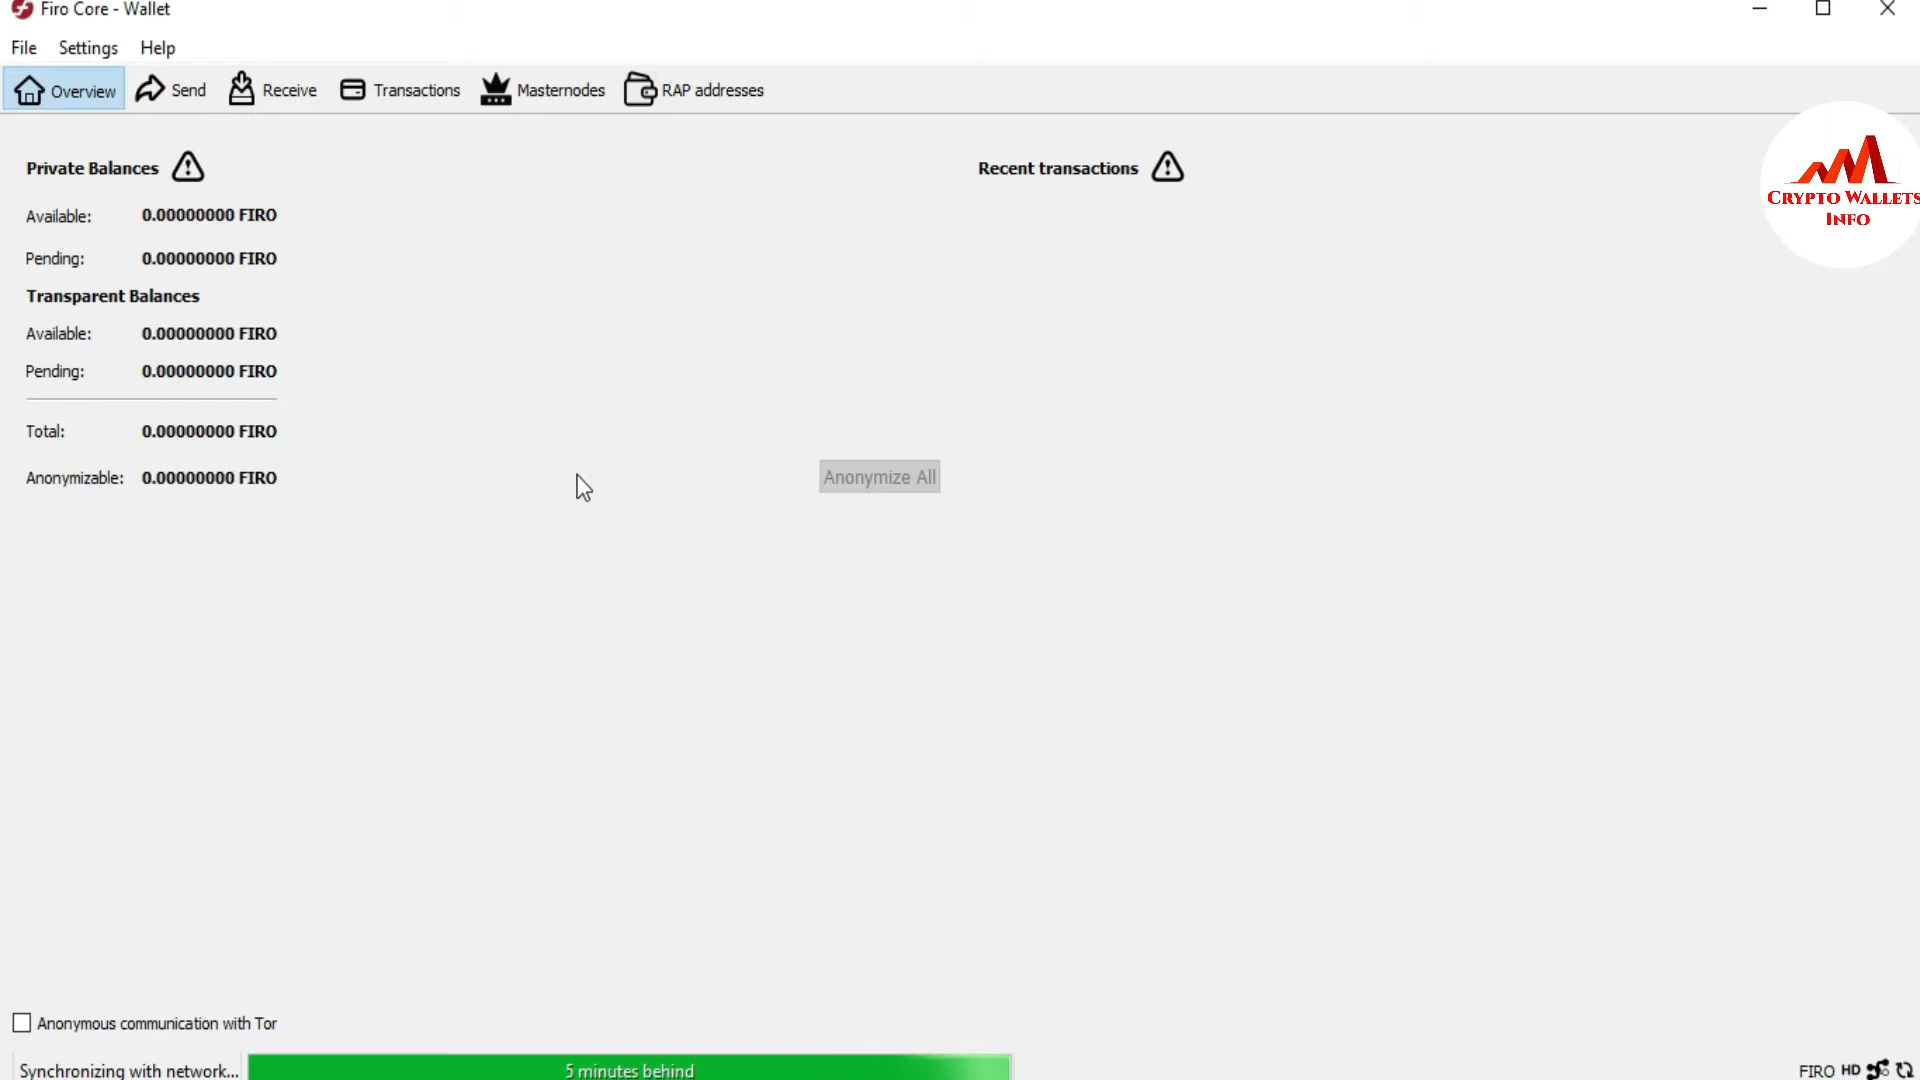 Firo Core - Wallet
File Settings Help
Overview Send Receive Transactions Masternodes RAP addresses
Private Balances
Available: 0.00000000 FIRO
Pending: 0.00000000 FIRO
Transparent Balances
Available: 0.00000000 FIRO
Pending: 0.00000000 FIRO
Total: 0.00000000 FIRO
Anonymizable: 0.00000000 FIRO
Anonymize All
Recent transactions
CRYPTO WALLETS
INFO
Anonymous communication with Tor
Synchronizing with network... 5 minutes behind FIRO HD